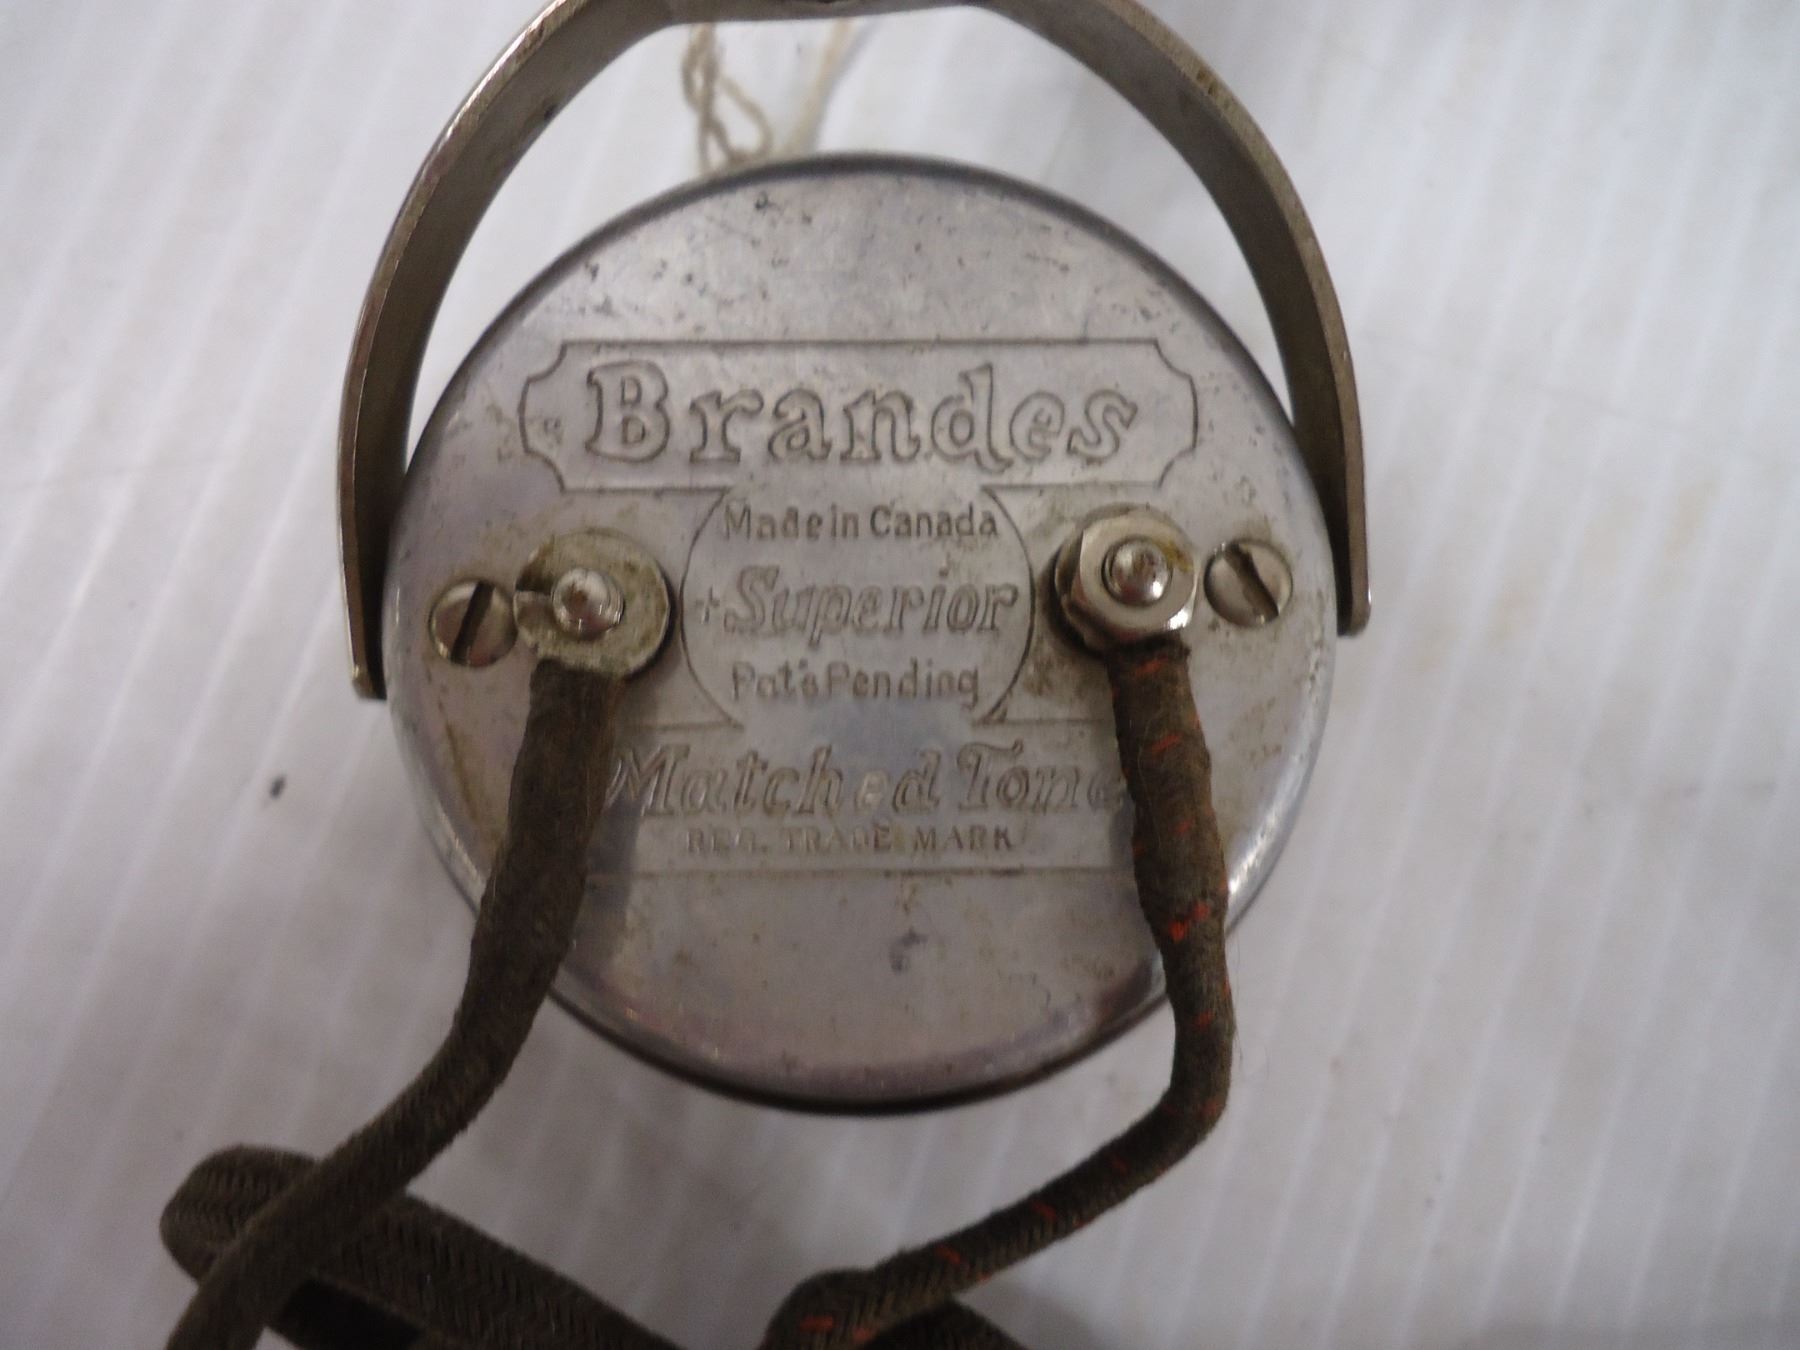 Brandes
Made in Canada
Superior
Pat's Pending
Matched Tone
REG. TRADE MARK